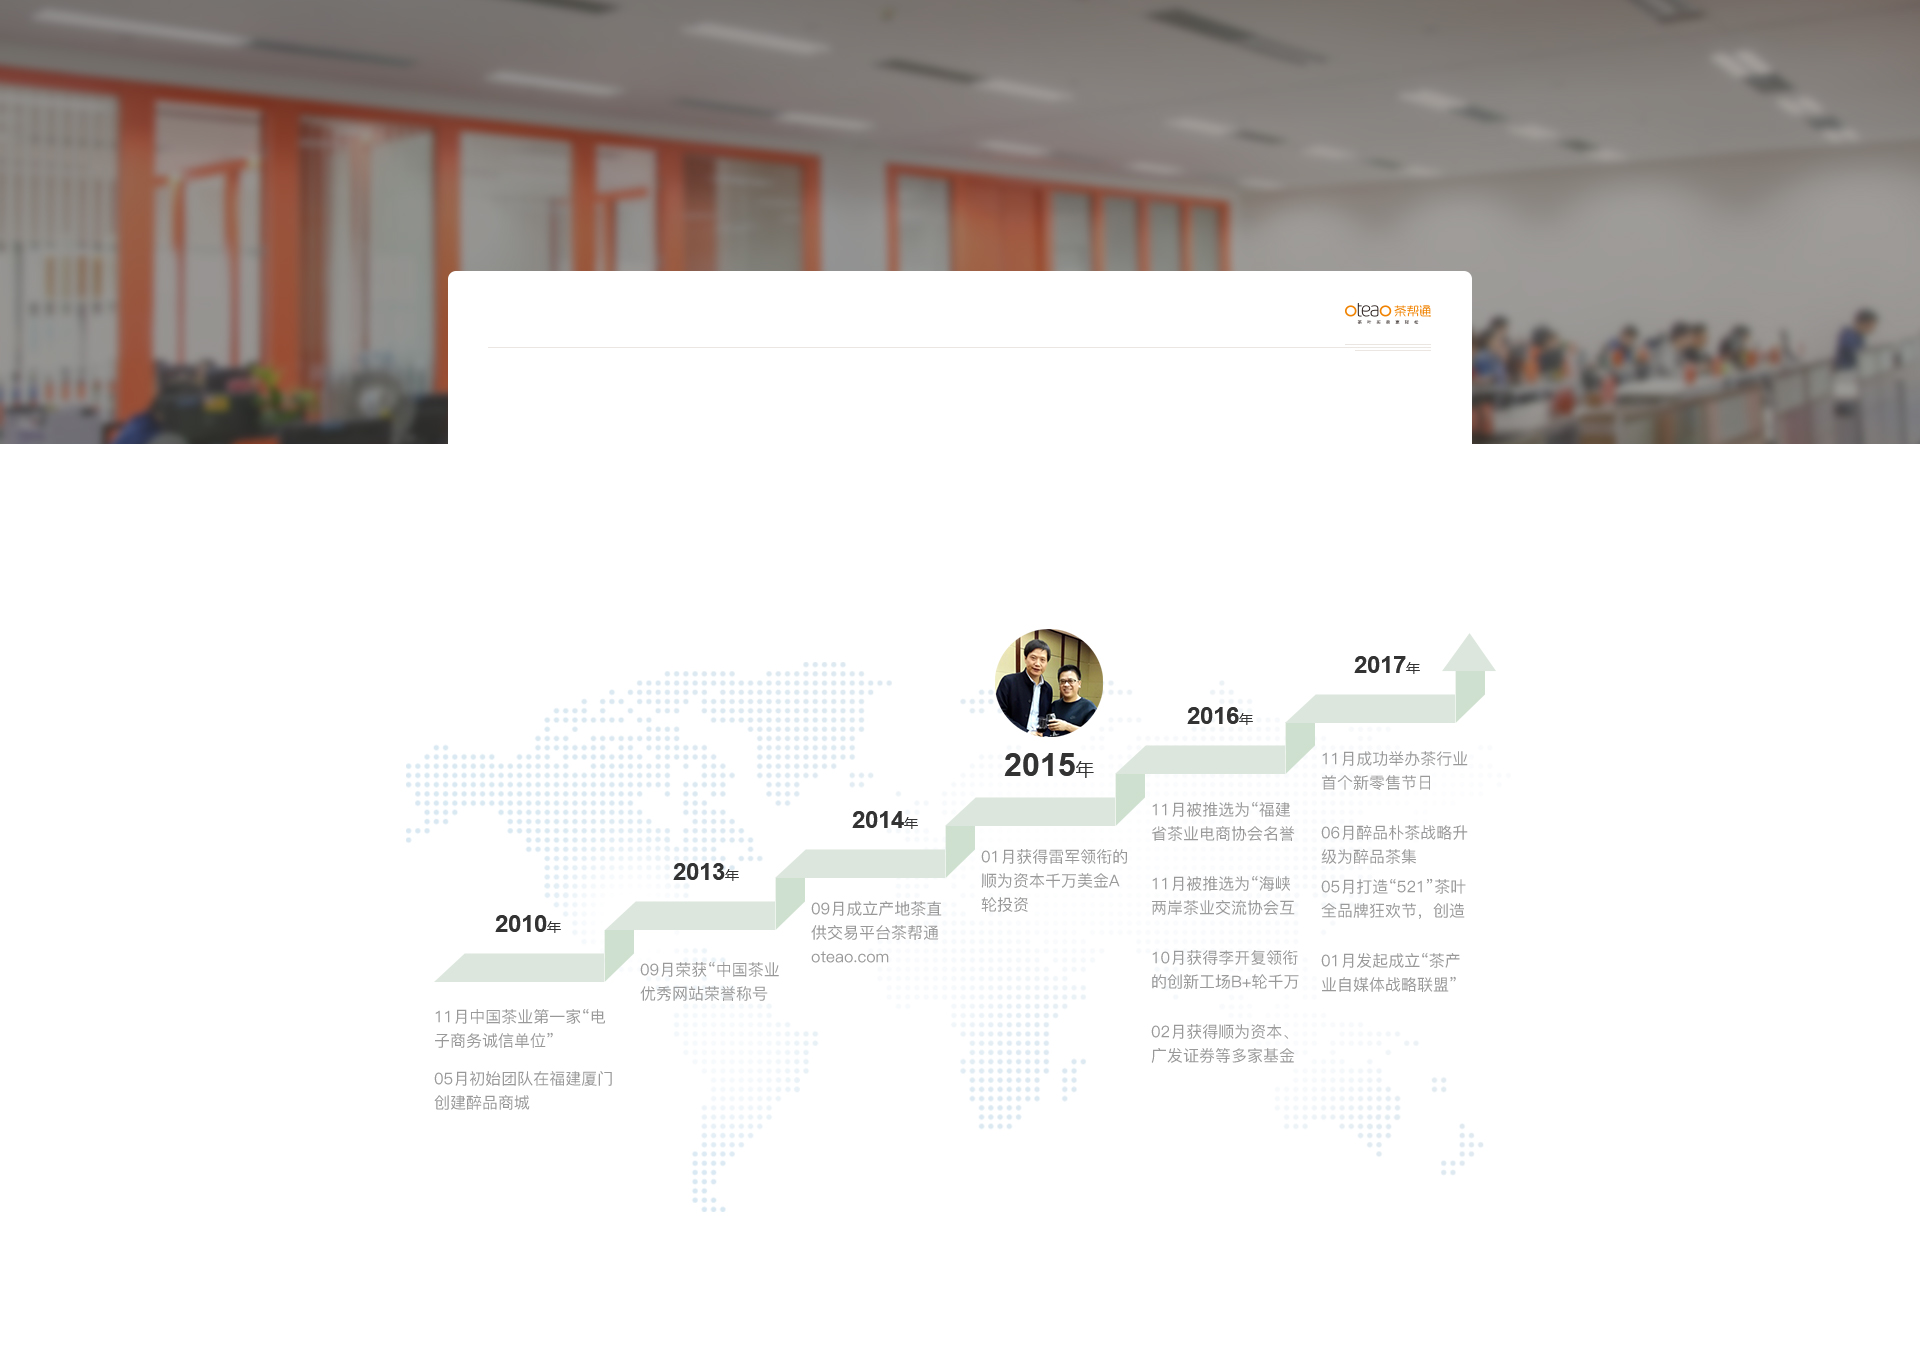 oteao 茶帮通
2010年
11月中国茶业第一家“电
子商务诚信单位”
05月初始团队在福建厦门
创建醉品商城
2013年
09月荣获“中国茶业
优秀网站荣誉称号
2014年
09月成立产地茶直
供交易平台茶帮通
oteao.com
2015年
01月获得雷军领衔的
顺为资本千万美金A
轮投资
2016年
11月被推选为“福建
省茶业电商协会名誉
11月被推选为“海峡
两岸茶业交流协会互
10月获得李开复领衔
的创新工场B+轮千万
02月获得顺为资本、
广发证券等多家基金
2017年
11月成功举办茶行业
首个新零售节日
06月醉品朴茶战略升
级为醉品茶集
05月打造“521”茶叶
全品牌狂欢节，创造
01月发起成立“茶产
业自媒体战略联盟”